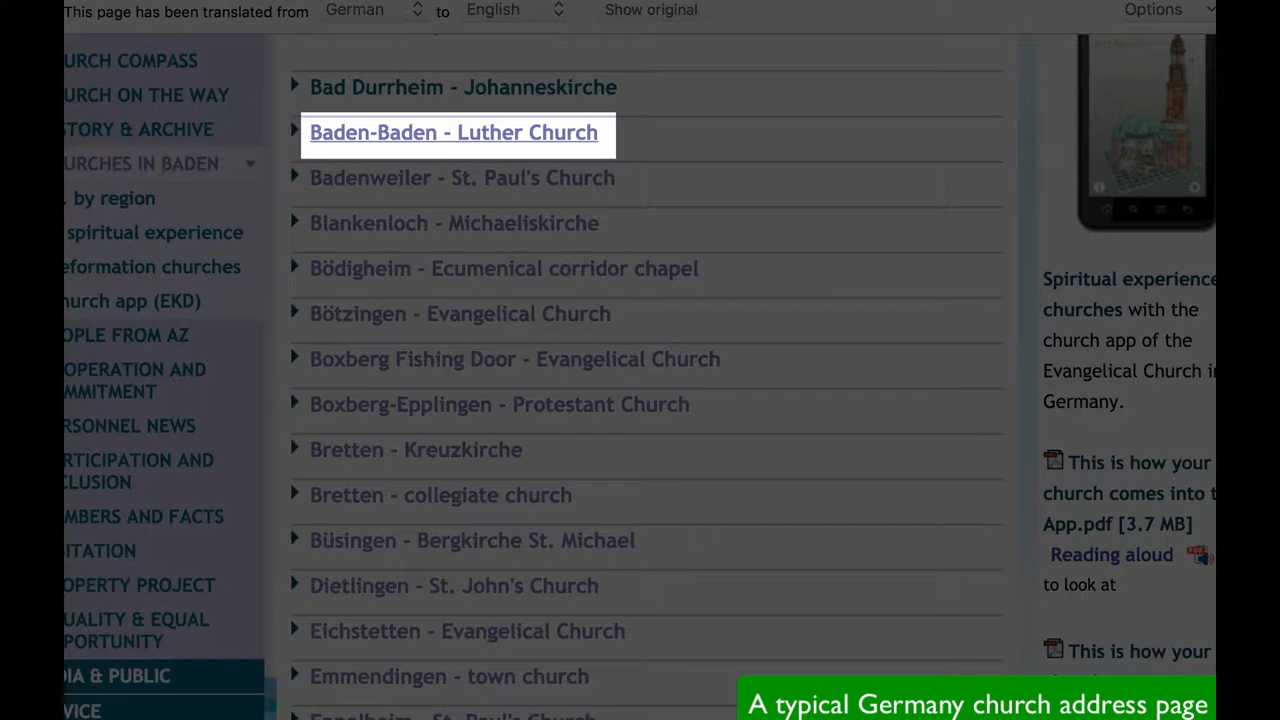 This page has been translated from German to English Show original Options
URCH COMPASS
URCH ON THE WAY
STORY & ARCHIVE
URCHES IN BADEN
. by region
spiritual experience
eformation churches
hurch app (EKD)
OPLE FROM AZ
OPERATION AND
MMITMENT
RSONNEL NEWS
RTICIPATION AND
CLUSION
MBERS AND FACTS
ITATION
OPERTY PROJECT
UALITY & EQUAL
PORTUNITY
DIA & PUBLIC
VICE
Bad Durrheim - Johanneskirche
Baden-Baden - Luther Church
Badenweiler - St. Paul's Church
Blankenloch - Michaeliskirche
Bödigheim - Ecumenical corridor chapel
Bötzingen - Evangelical Church
Boxberg Fishing Door - Evangelical Church
Boxberg-Epplingen - Protestant Church
Bretten - Kreuzkirche
Bretten - collegiate church
Büsingen - Bergkirche St. Michael
Dietlingen - St. John's Church
Eichstetten - Evangelical Church
Emmendingen - town church
Eppelheim - St. Paul's Church
Spiritual experience
churches with the
church app of the
Evangelical Church in
Germany.
This is how your
church comes into t
App.pdf [3.7 MB]
Reading aloud
to look at
This is how your
A typical Germany church address page